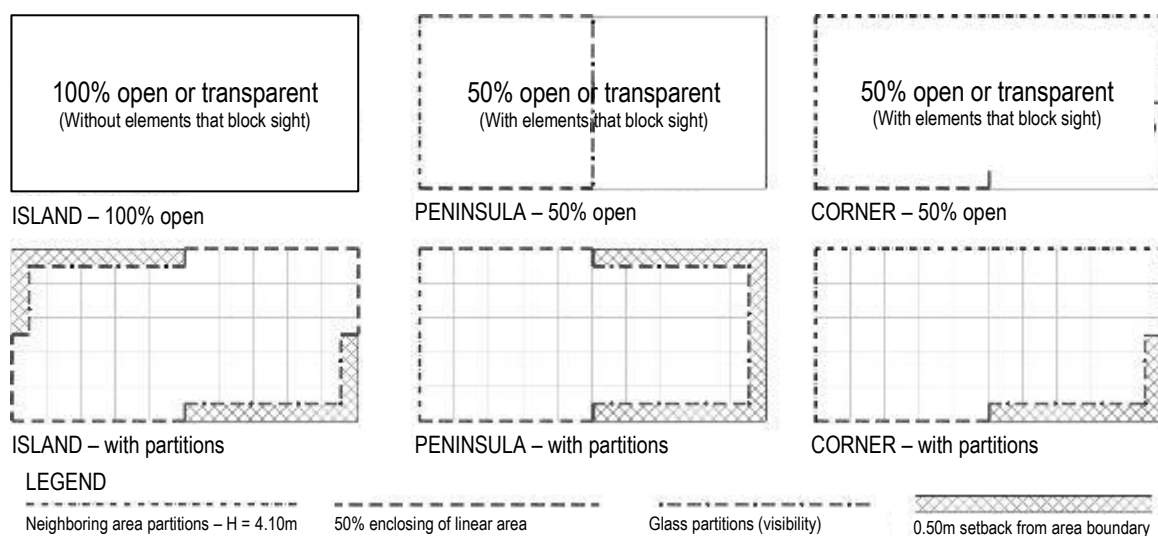 100% open or transparent
(Without elements that block sight)
50% open or transparent
(With elements that block sight)
50% open or transparent
(With elements that block sight)
ISLAND – 100% open
PENINSULA – 50% open
CORNER – 50% open
ISLAND – with partitions
PENINSULA – with partitions
CORNER – with partitions
LEGEND
Neighboring area partitions – H = 4.10m
50% enclosing of linear area
Glass partitions (visibility)
0.50m setback from area boundary